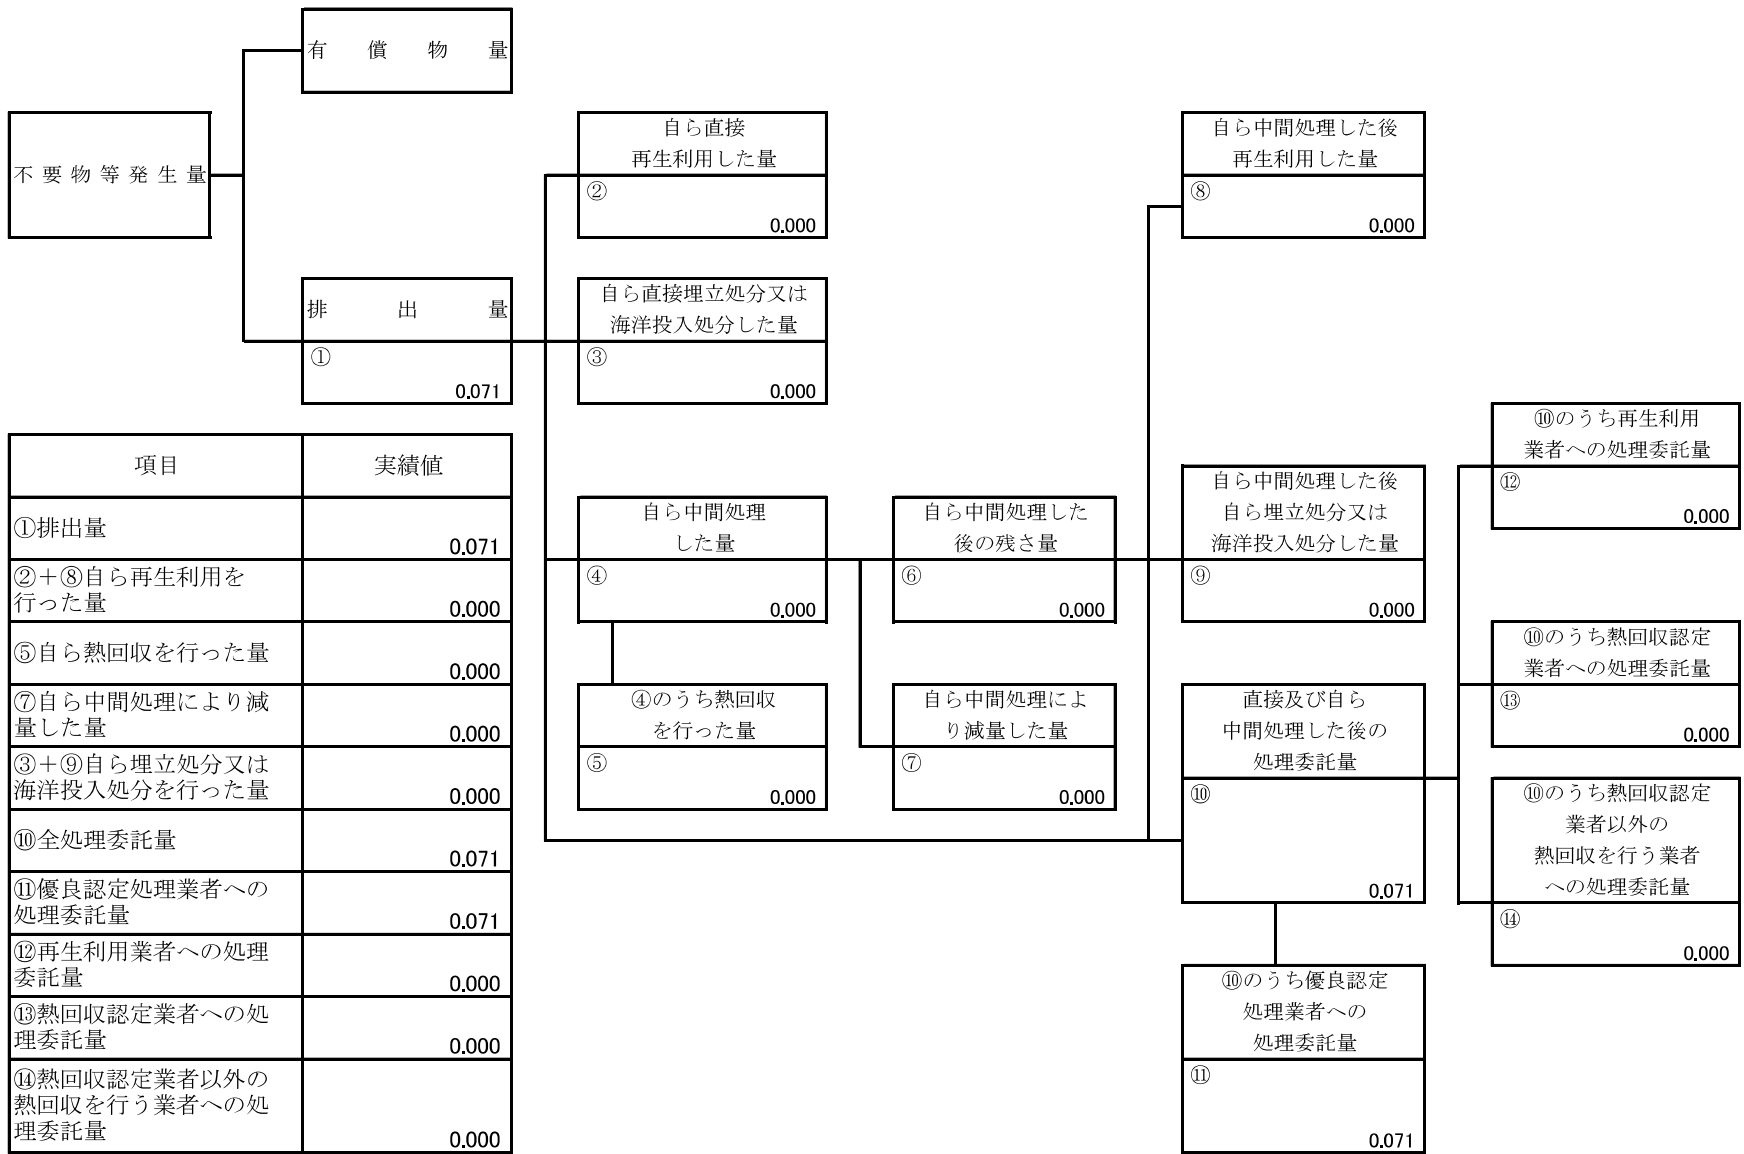 有償物量
不要物等発生量
排出量
①
0.071
自ら直接
再生利用した量
②
0.000
自ら直接埋立処分又は
海洋投入処分した量
③
0.000
自ら中間処理
した量
④
0.000
④のうち熱回収
を行った量
⑤
0.000
自ら中間処理した
後の残さ量
⑥
0.000
自ら中間処理によ
り減量した量
⑦
0.000
自ら中間処理した後
再生利用した量
⑧
0.000
自ら中間処理した後
自ら埋立処分又は
海洋投入処分した量
⑨
0.000
直接及び自ら
中間処理した後の
処理委託量
⑩
0.071
⑩のうち優良認定
処理業者への
処理委託量
⑪
0.071
⑩のうち再生利用
業者への処理委託量
⑫
0.000
⑩のうち熱回収認定
業者への処理委託量
⑬
0.000
⑩のうち熱回収認定
業者以外の
熱回収を行う業者
への処理委託量
⑭
0.000
項目 実績値
①排出量
0.071
②＋⑧自ら再生利用を
行った量
0.000
⑤自ら熱回収を行った量
0.000
⑦自ら中間処理により減
量した量
0.000
③＋⑨自ら埋立処分又は
海洋投入処分を行った量
0.000
⑩全処理委託量
0.071
⑪優良認定処理業者への
処理委託量
0.071
⑫再生利用業者への処理
委託量
0.000
⑬熱回収認定業者への処
理委託量
0.000
⑭熱回収認定業者以外の
熱回収を行う業者への処
理委託量
0.000